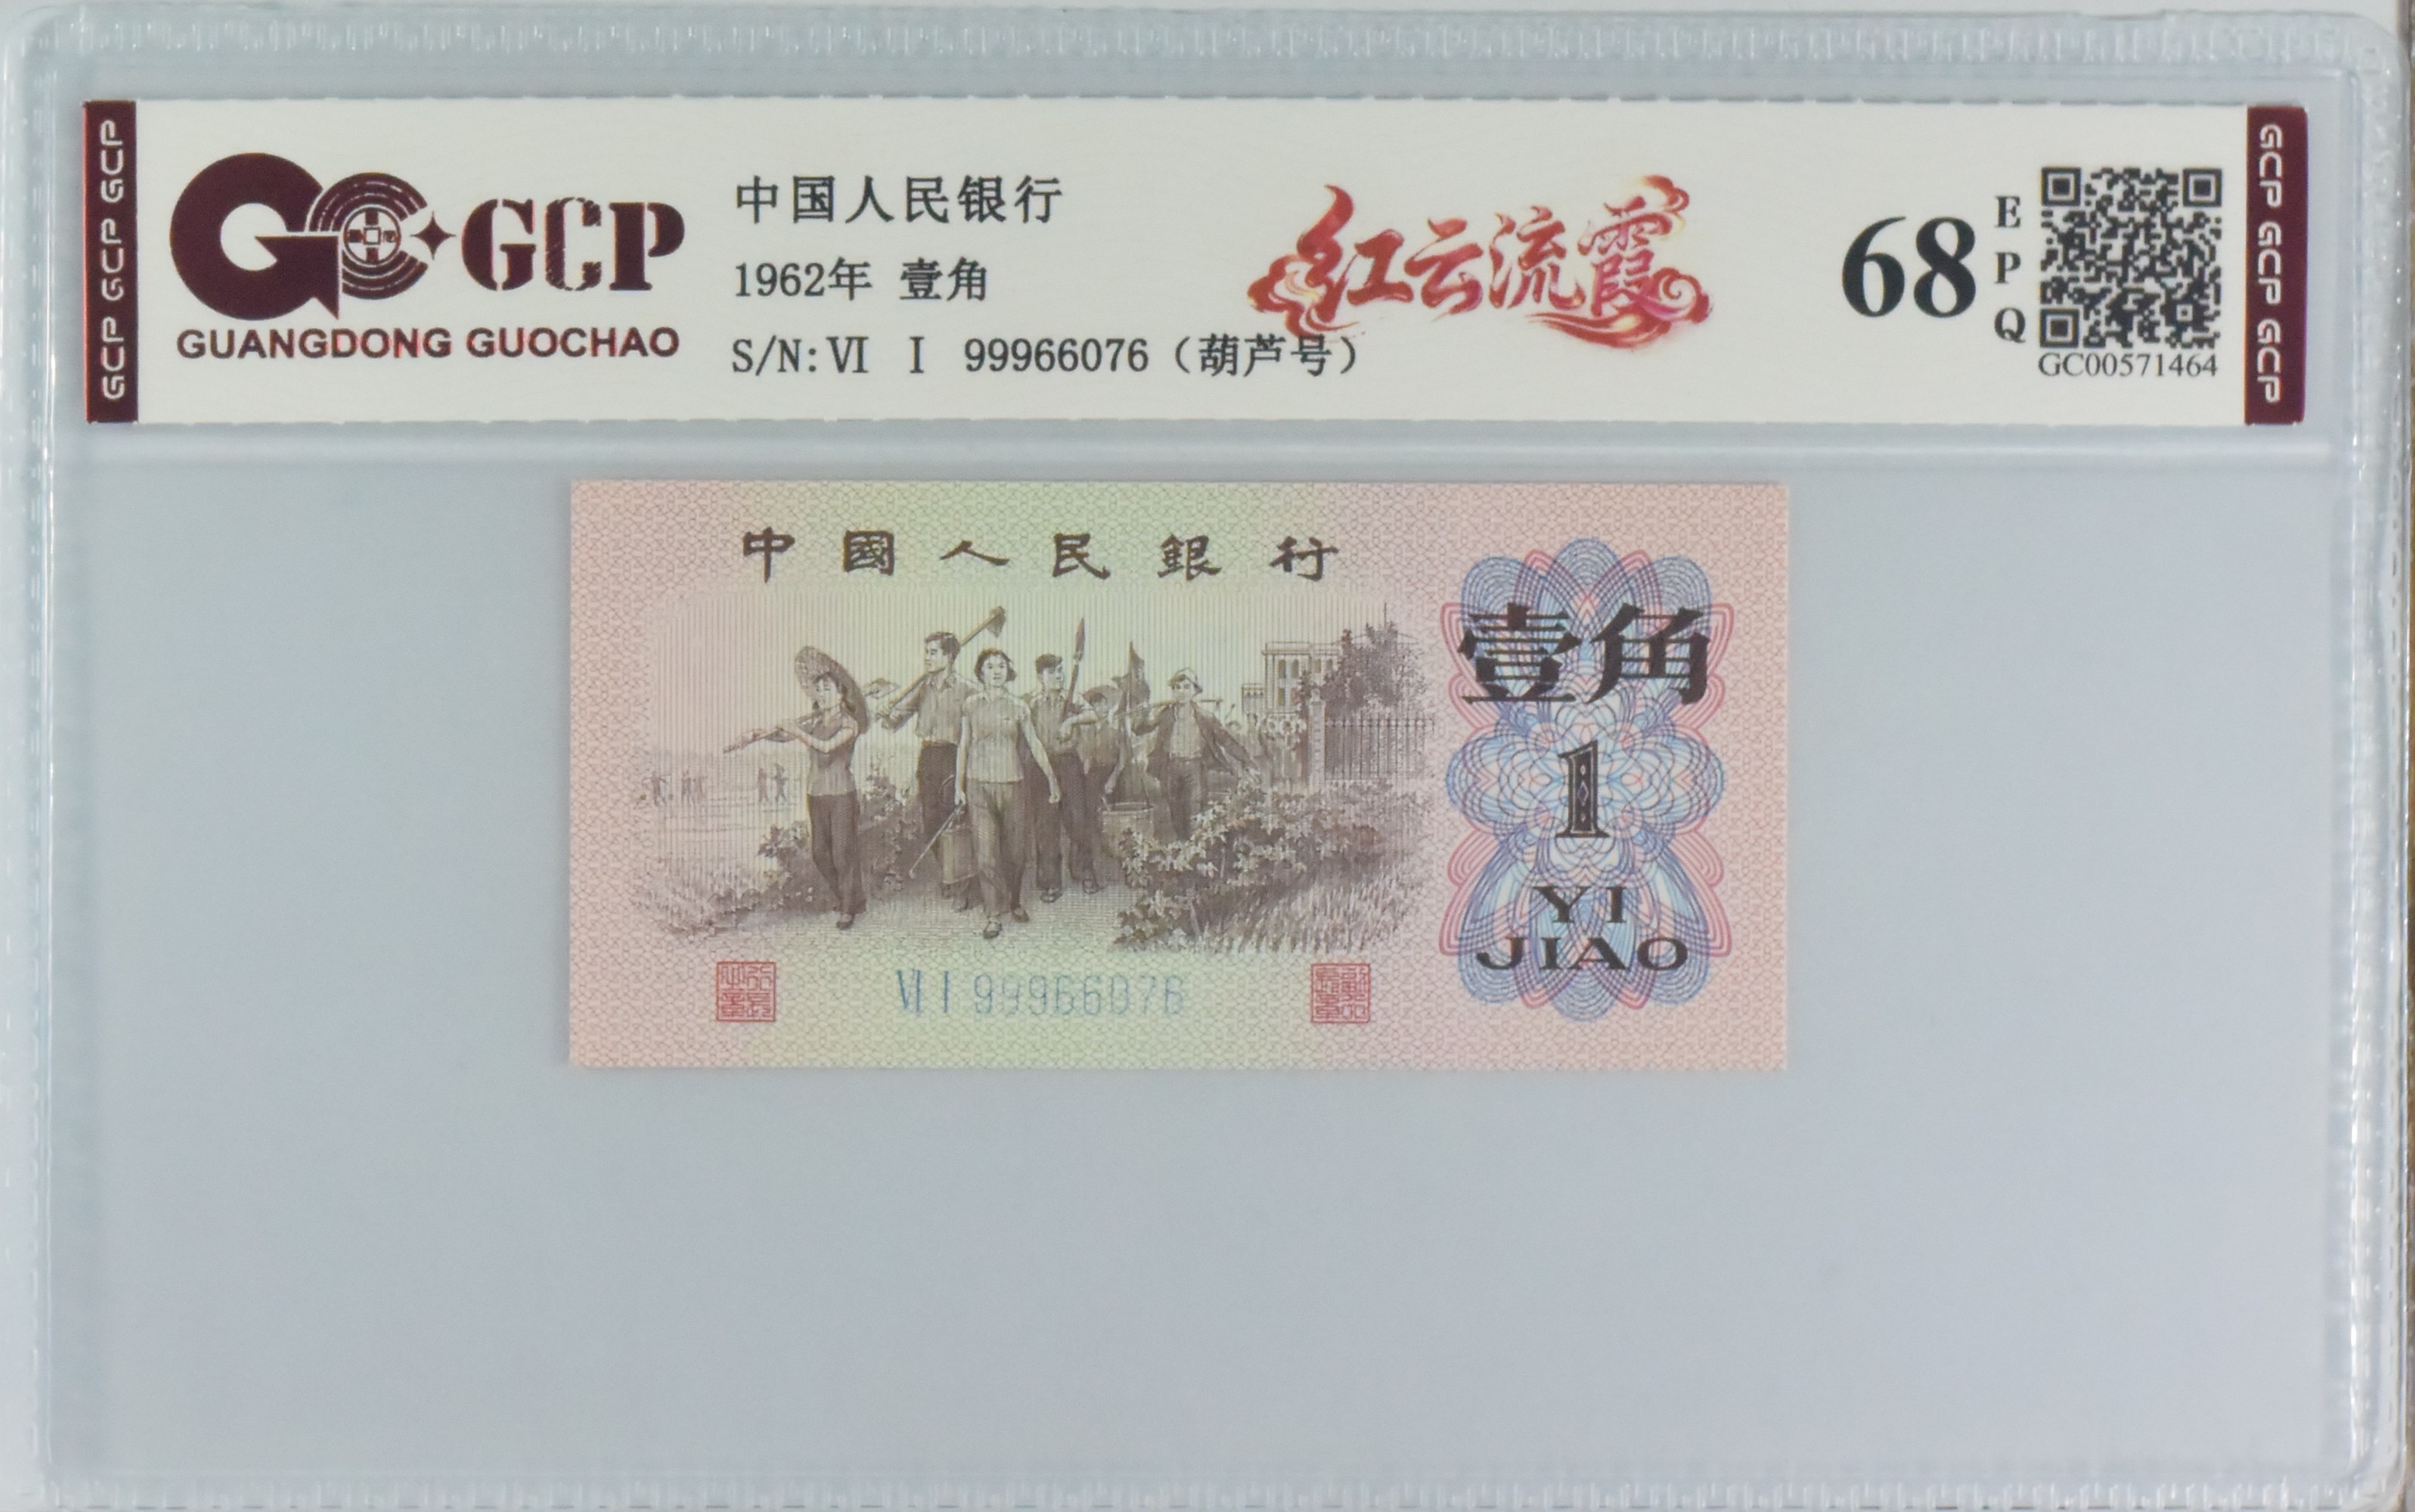 GCP GCP GCP
GCP
GUANGDONG GUOCHAO
中国人民银行
1962年 壹角
S/N:Ⅵ Ⅰ 99966076（葫芦号）
红云流霞
68
EPQ
GC00571464
GCP GCP GCP
中國人民銀行
壹角
1
YI
JIAO
Ⅵ Ⅰ 99966076